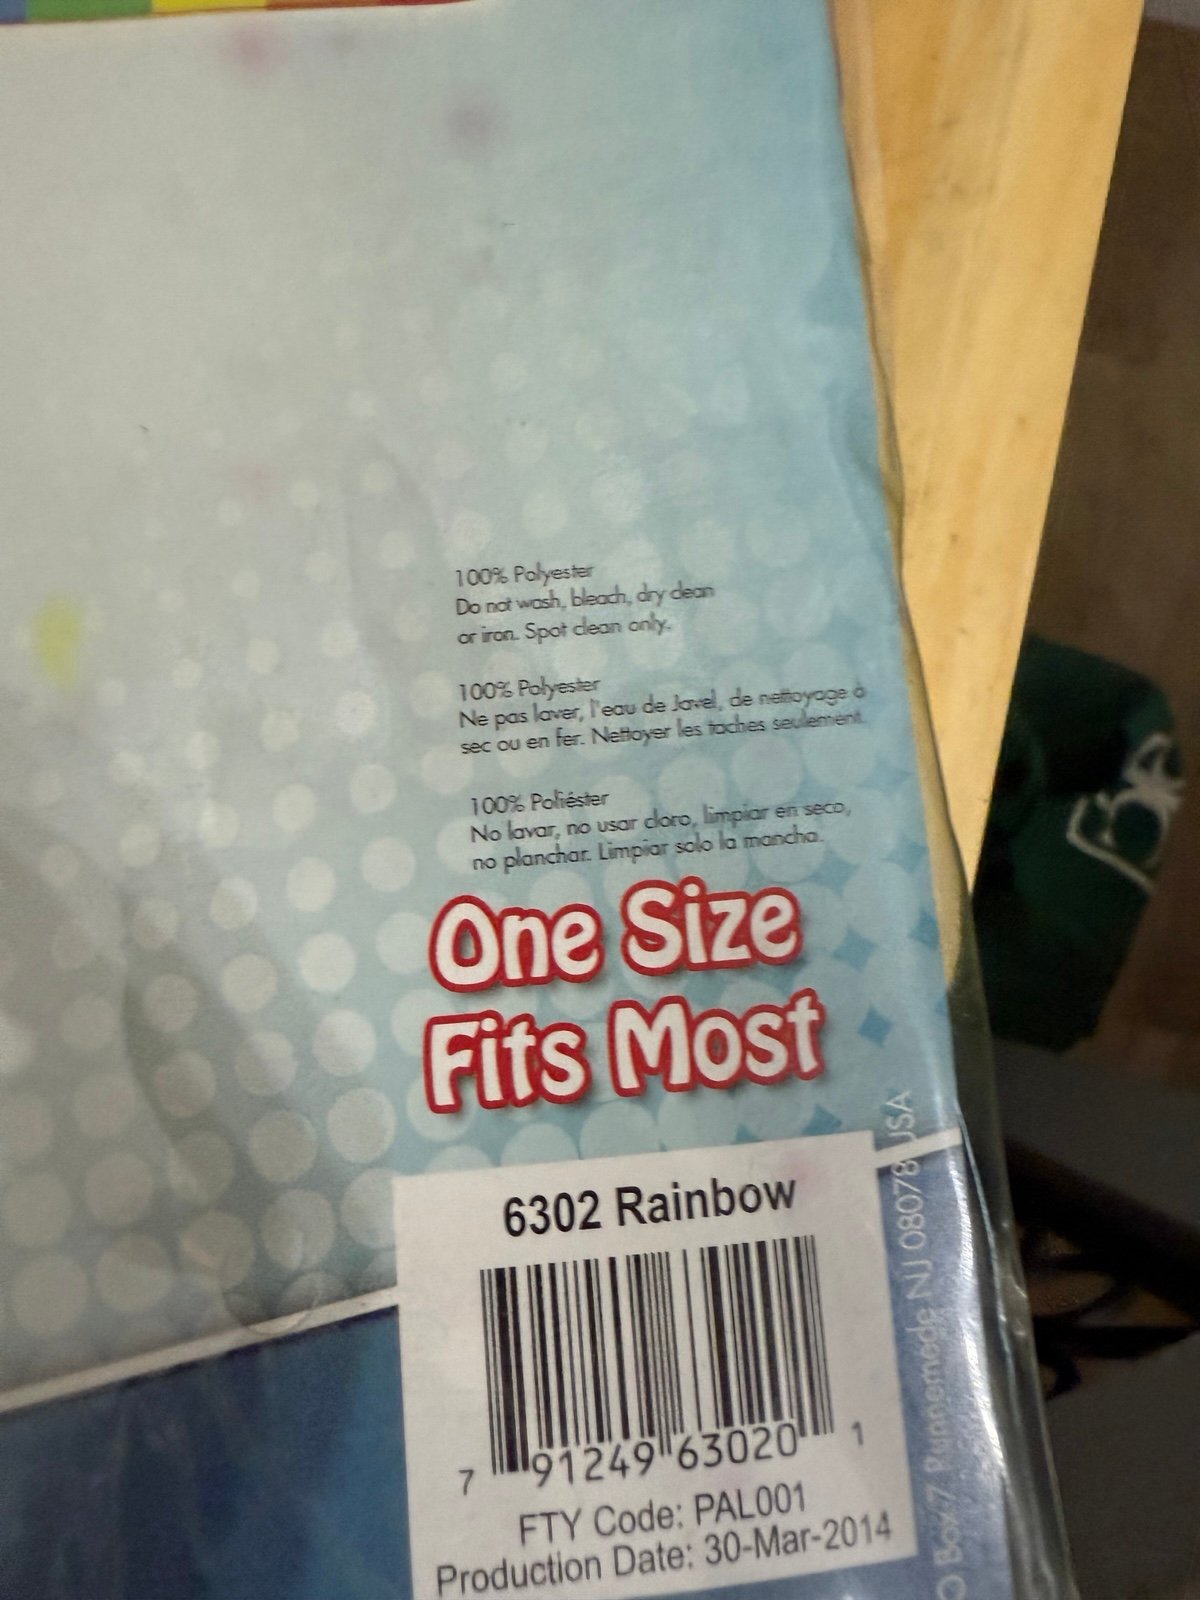 100% Polyester
Do not wash, bleach, dry clean
or iron. Spot clean only.
100% Polyester
Ne pas laver, l'eau de Javel, de nettoyage à
sec ou en fer. Nettoyer les taches seulement.
100% Poliéster
No lavar, no usar cloro, limpiar en seco,
no planchar. Limpiar solo la mancha.
One Size
Fits Most
6302 Rainbow
7 91249 63020 1
FTY Code: PAL001
Production Date: 30-Mar-2014
O Box 7 Runnemede NJ 08078 USA